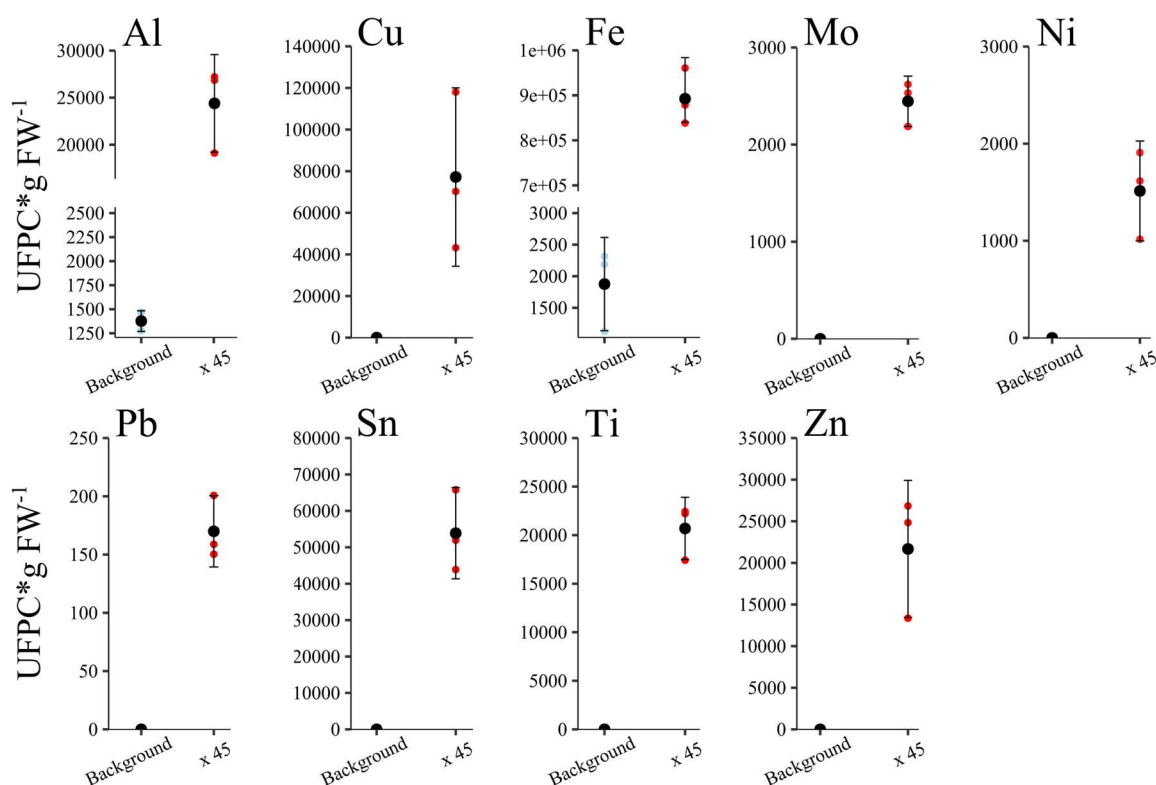 Al
Cu
Fe
Mo
Ni
UFPC*g FW-1
30000
25000
20000
2500
2250
2000
1750
1500
1250
Background
x 45
140000
120000
100000
80000
60000
40000
20000
0
Background
x 45
1e+06
9e+05
8e+05
7e+05
3000
2500
2000
1500
Background
x 45
3000
2000
1000
0
Background
x 45
3000
2000
1000
0
Background
x 45
Pb
Sn
Ti
Zn
UFPC*g FW-1
250
200
150
100
50
0
Background
x 45
80000
70000
60000
50000
40000
30000
20000
10000
0
Background
x 45
30000
25000
20000
15000
10000
5000
0
Background
x 45
35000
30000
25000
20000
15000
10000
5000
0
Background
x 45